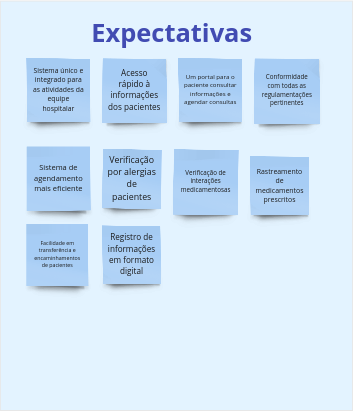 Expectativas
Sistema único e
integrado para
as atividades da
equipe
hospitalar
Acesso
rápido à
informações
dos pacientes
Um portal para o
paciente consultar
informações e
agendar consultas
Conformidade
com todas as
regulamentações
pertinentes
Sistema de
agendamento
mais eficiente
Verificação
por alergias
de
pacientes
Verificação de
interações
medicamentosas
Rastreamento
de
medicamentos
prescritos
Facilidade em
transferência e
encaminhamentos
de pacientes
Registro de
informações
em formato
digital